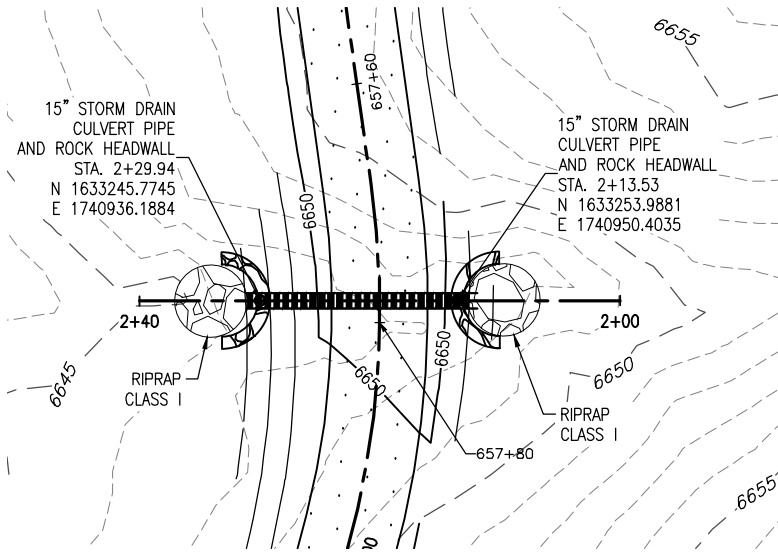 6655
657+60
15" STORM DRAIN
CULVERT PIPE
AND ROCK HEADWALL
STA. 2+29.94
N 1633245.7745
E 1740936.1884
15" STORM DRAIN
CULVERT PIPE
AND ROCK HEADWALL
STA. 2+13.53
N 1633253.9881
E 1740950.4035
6650
2+40
2+00
6650
6650
6650
6645
RIPRAP
CLASS I
RIPRAP
CLASS I
657+80
6655